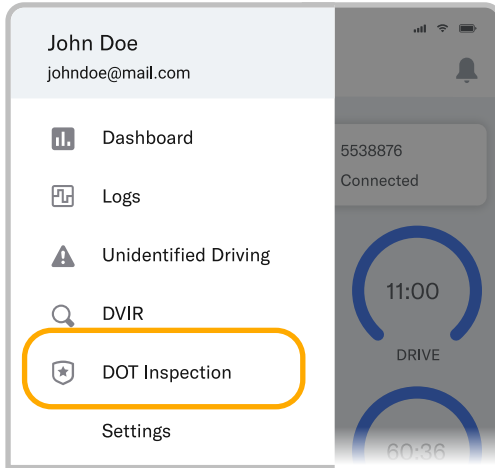 John Doe
johndoe@mail.com
Dashboard
5538876
Connected
Logs
Unidentified Driving
11:00
DVIR
DRIVE
DOT Inspection
Settings
60:36